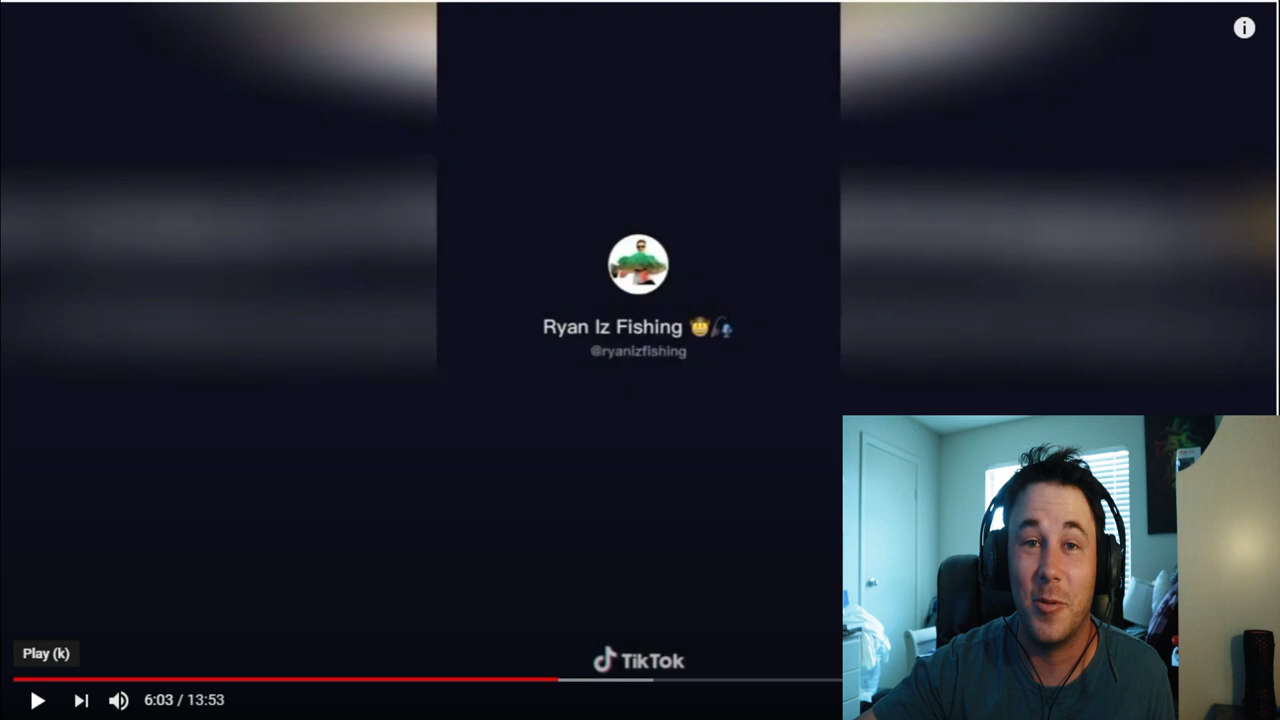 i
Ryan Iz Fishing 🤠🎣
@ryanizfishing
TikTok
Play (k)
6:03 / 13:53